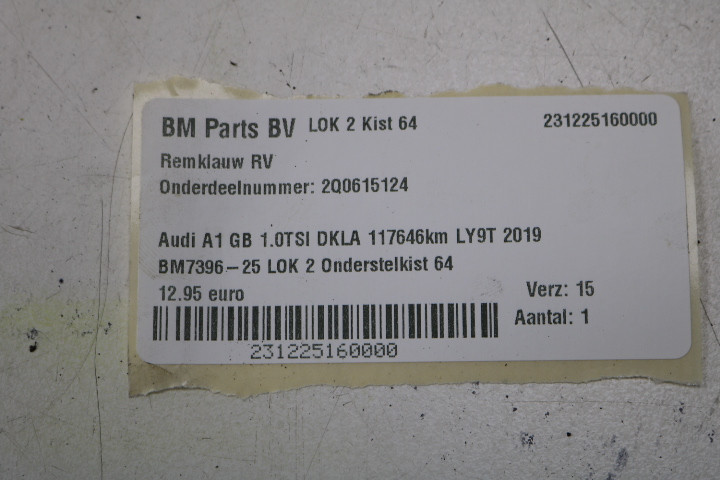 BM Parts BV LOK 2 Kist 64 231225160000
Remklauw RV
Onderdeelnummer: 2Q0615124
Audi A1 GB 1.0TSI DKLA 117646km LY9T 2019
BM7396-25 LOK 2 Onderstelkist 64
12.95 euro Verz: 15
Aantal: 1
231225160000